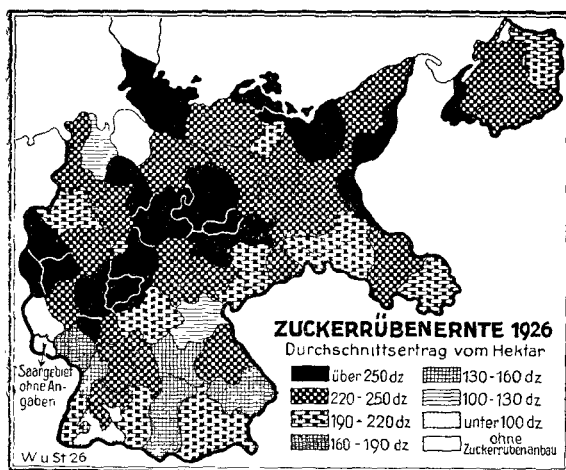 ZUCKERRÜBENERNTE 1926
Durchschnittsertrag vom Hektar
über 250 dz
220 - 250 dz
190 - 220 dz
160 - 190 dz
130 - 160 dz
100 - 130 dz
unter 100 dz
ohne
Zuckerrübenanbau
Saargebiet
ohne An-
gaben
W u St 26